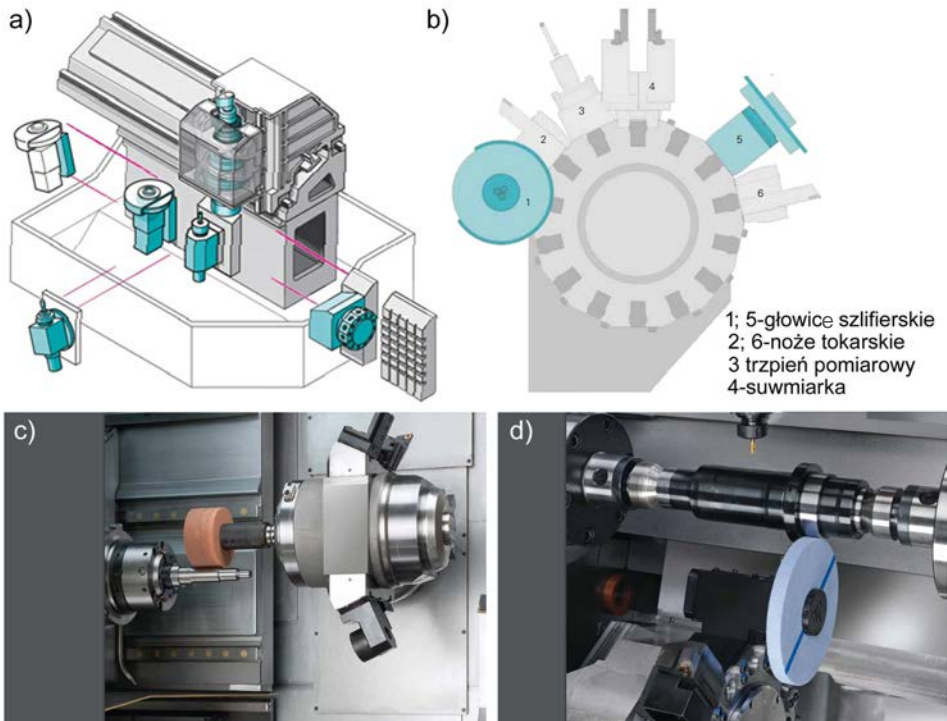 a)
b)
4
3
2
5
1
6
1; 5-głowice szlifierskie
2; 6-noże tokarskie
3 trzpień pomiarowy
4-suwmiarka
c)
d)